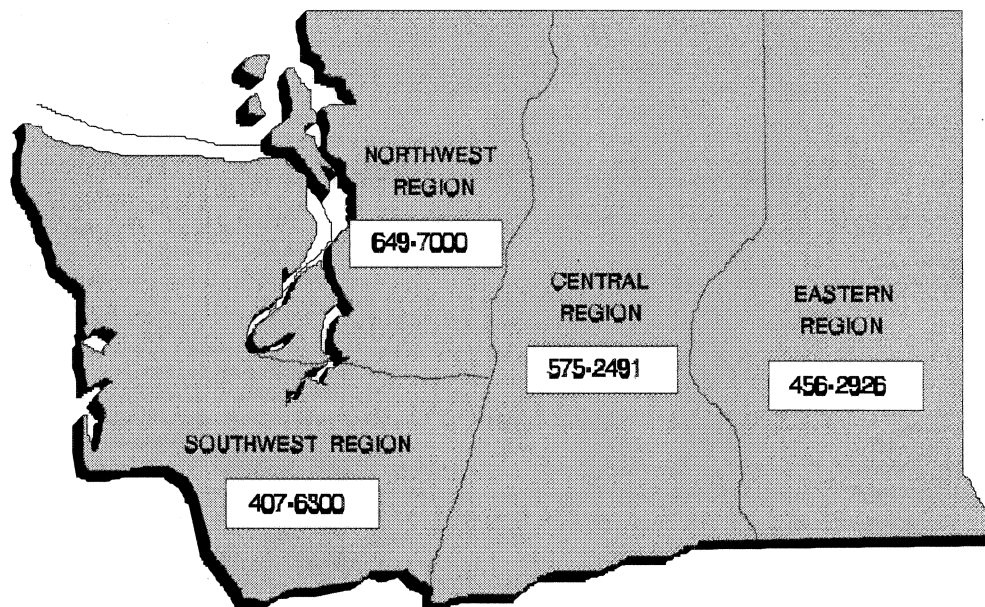 NORTHWEST
REGION
649-7000
CENTRAL
REGION
575-2491
EASTERN
REGION
456-2926
SOUTHWEST REGION
407-6300